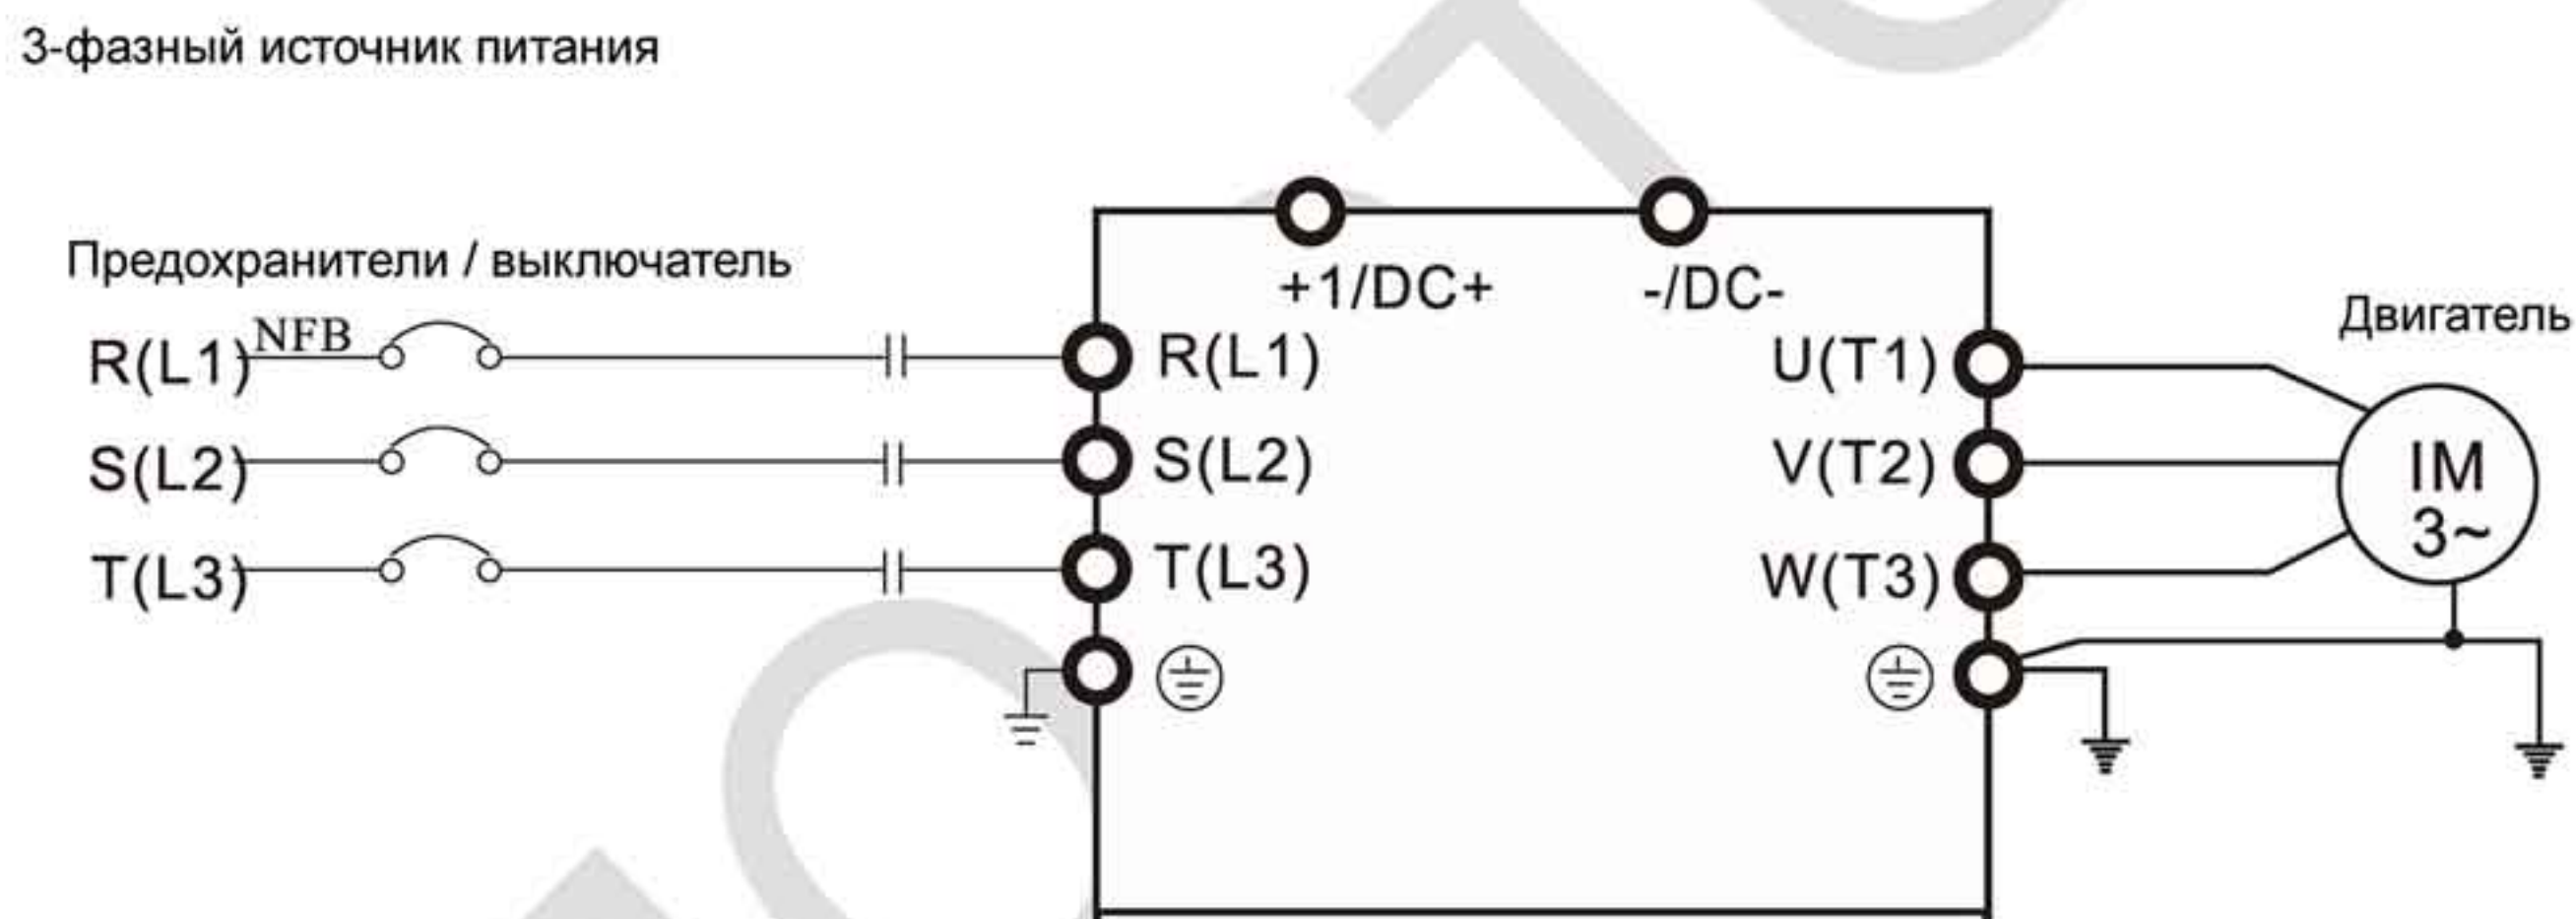 3-фазный источник питания
Предохранители / выключатель
+1/DC+ -/DC-
Двигатель
R(L1) NFB R(L1) U(T1)
S(L2) S(L2) V(T2) IM
3~
T(L3) T(L3) W(T3)